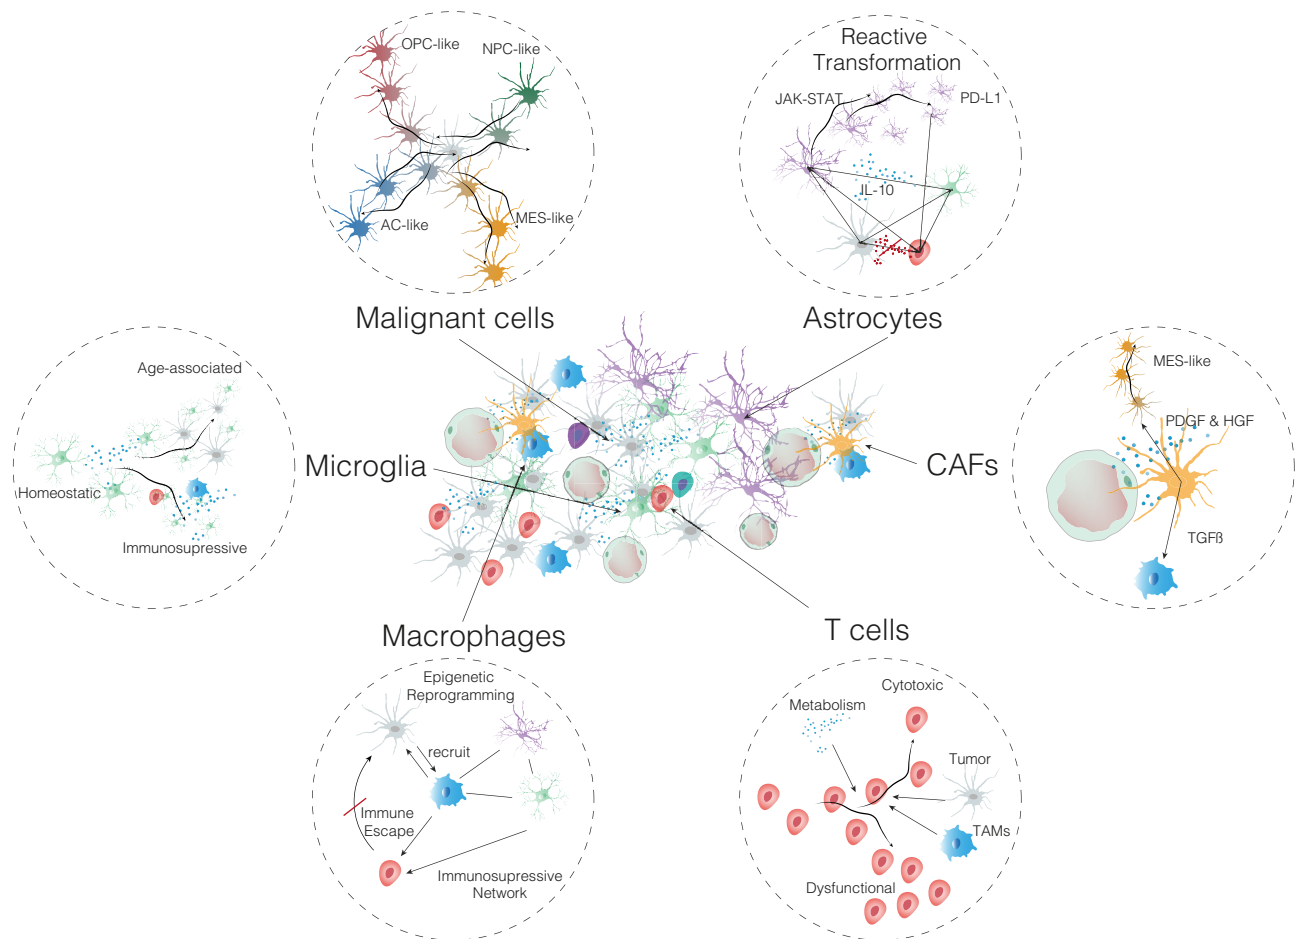 OPC-like
NPC-like
AC-like
MES-like
Malignant cells
Reactive
Transformation
JAK-STAT
PD-L1
IL-10
Astrocytes
Age-associated
Homeostatic
Immunosupressive
Microglia
MES-like
PDGF & HGF
TGFß
CAFs
Macrophages
Epigenetic
Reprogramming
recruit
Immune
Escape
Immunosupressive
Network
T cells
Cytotoxic
Metabolism
Tumor
TAMs
Dysfunctional